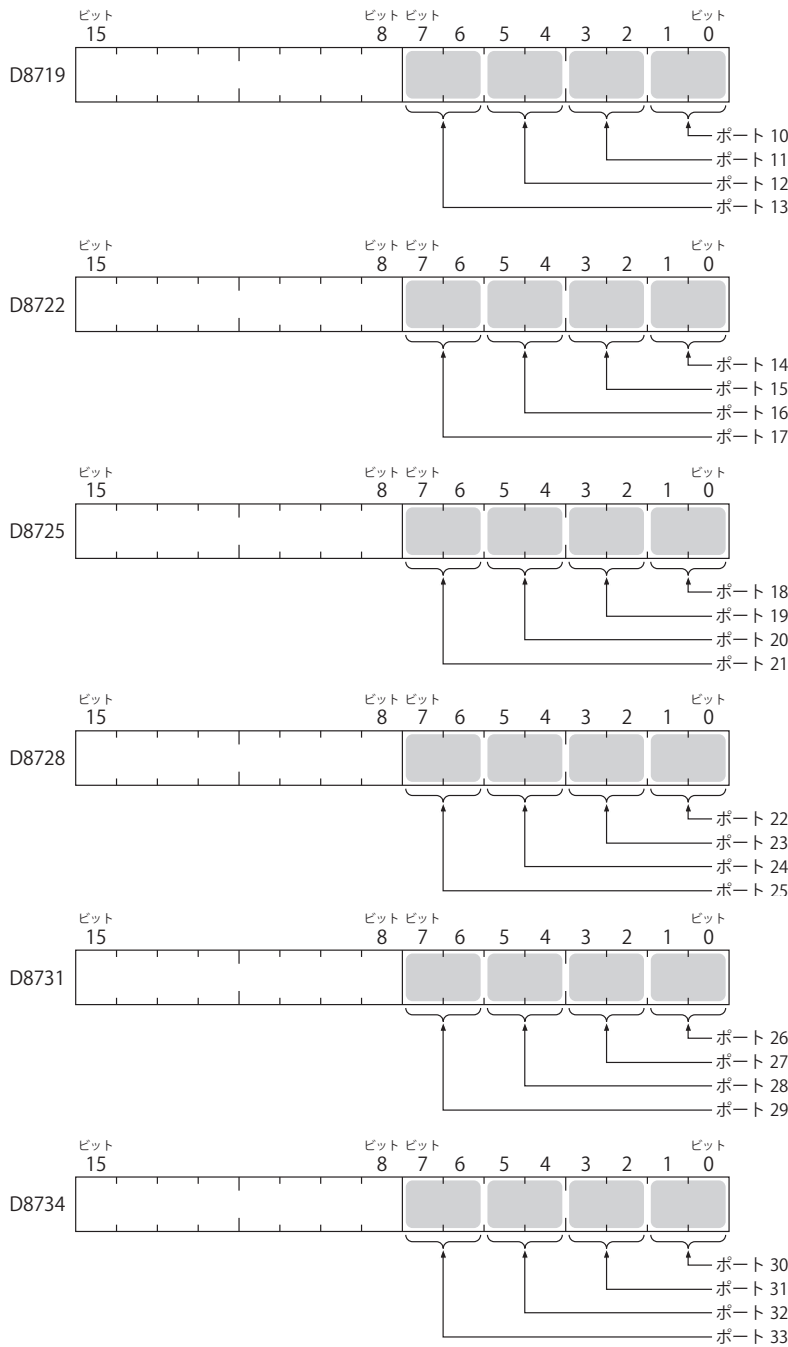 ビット ビット ビット ビット
15 8 7 6 5 4 3 2 1 0
D8719
ポート 10
ポート 11
ポート 12
ポート 13
ビット ビット ビット ビット
15 8 7 6 5 4 3 2 1 0
D8722
ポート 14
ポート 15
ポート 16
ポート 17
ビット ビット ビット ビット
15 8 7 6 5 4 3 2 1 0
D8725
ポート 18
ポート 19
ポート 20
ポート 21
ビット ビット ビット ビット
15 8 7 6 5 4 3 2 1 0
D8728
ポート 22
ポート 23
ポート 24
ポート 25
ビット ビット ビット ビット
15 8 7 6 5 4 3 2 1 0
D8731
ポート 26
ポート 27
ポート 28
ポート 29
ビット ビット ビット ビット
15 8 7 6 5 4 3 2 1 0
D8734
ポート 30
ポート 31
ポート 32
ポート 33